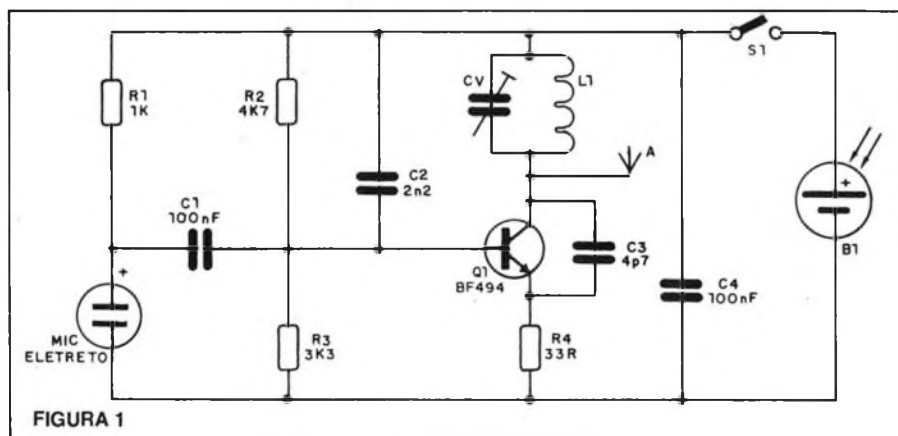 R1
1K
R2
4K7
C1
100nF
+
MIC
ELETRETO
R3
3K3
C2
2n2
CV
L1
A
Q1
BF494
C3
4p7
R4
33R
C4
100nF
S1
+
B1
FIGURA 1